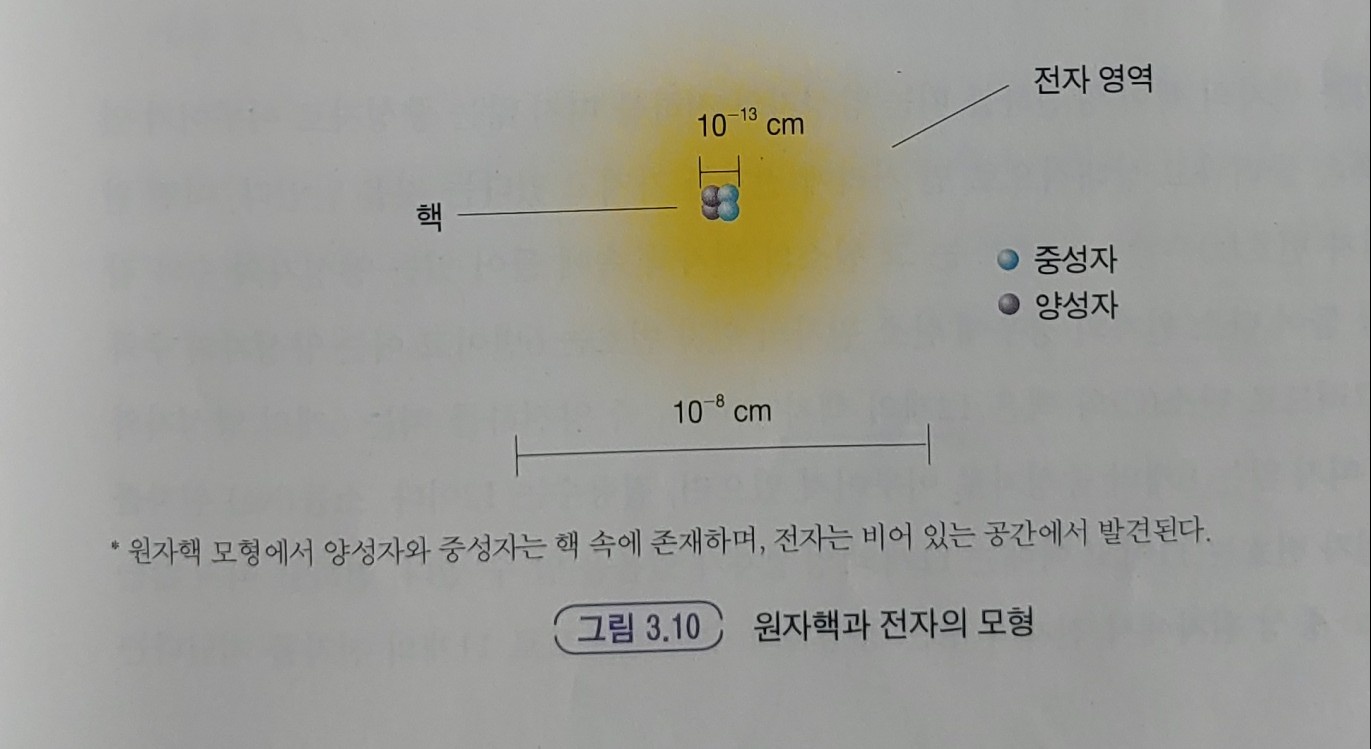 전자 영역
10⁻¹³ cm
핵
중성자
양성자
10⁻⁸ cm
* 원자핵 모형에서 양성자와 중성자는 핵 속에 존재하며, 전자는 비어 있는 공간에서 발견된다.
그림 3.10 원자핵과 전자의 모형